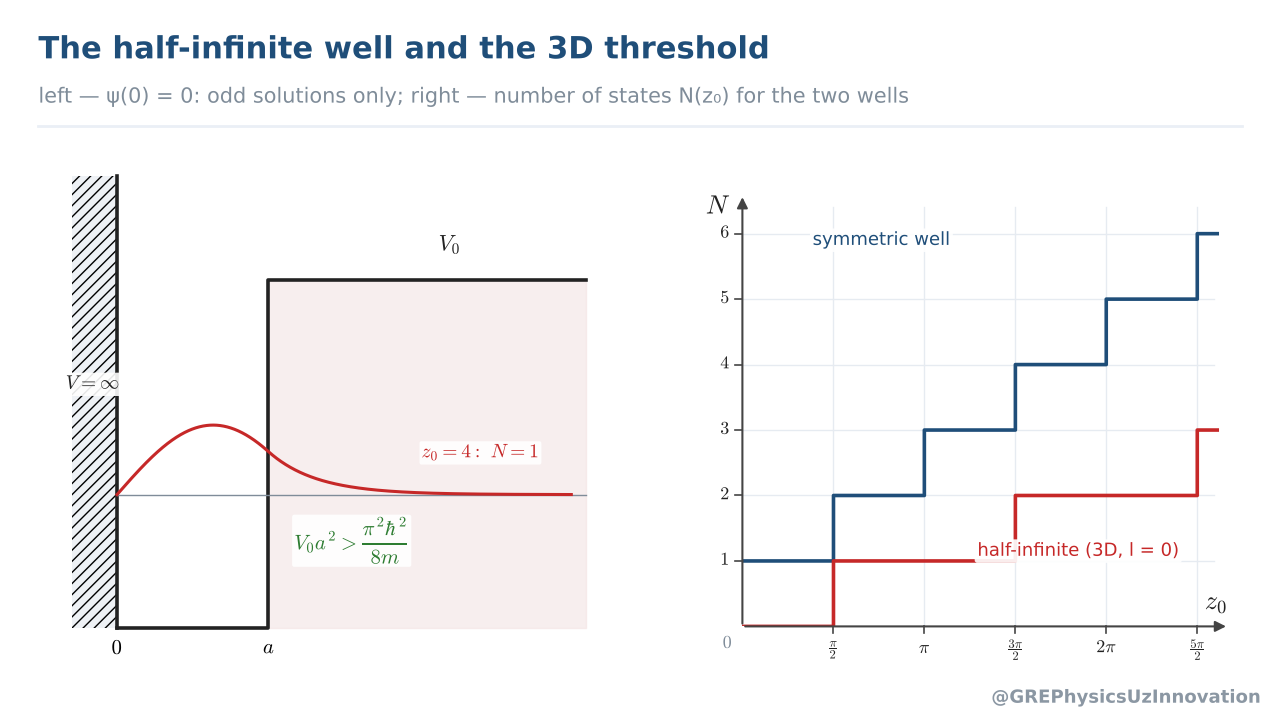 The half-infinite well and the 3D threshold
left — ψ(0) = 0: odd solutions only; right — number of states N(z₀) for the two wells
V₀
V = ∞
z₀ = 4 : N = 1
V₀a² > π²ħ² / 8m
0
a
N
6
5
4
3
2
1
0
symmetric well
half-infinite (3D, l = 0)
z₀
π/2
π
3π/2
2π
5π/2
@GREPhysicsUzInnovation